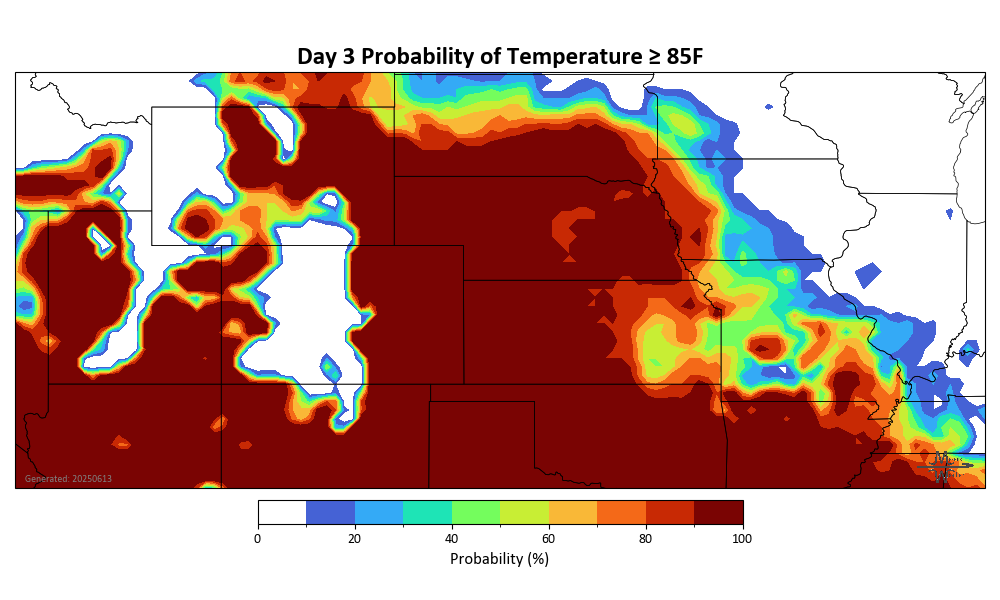 Day 3 Probability of Temperature ≥ 85F
Generated: 20250613
0 20 40 60 80 100
Probability (%)